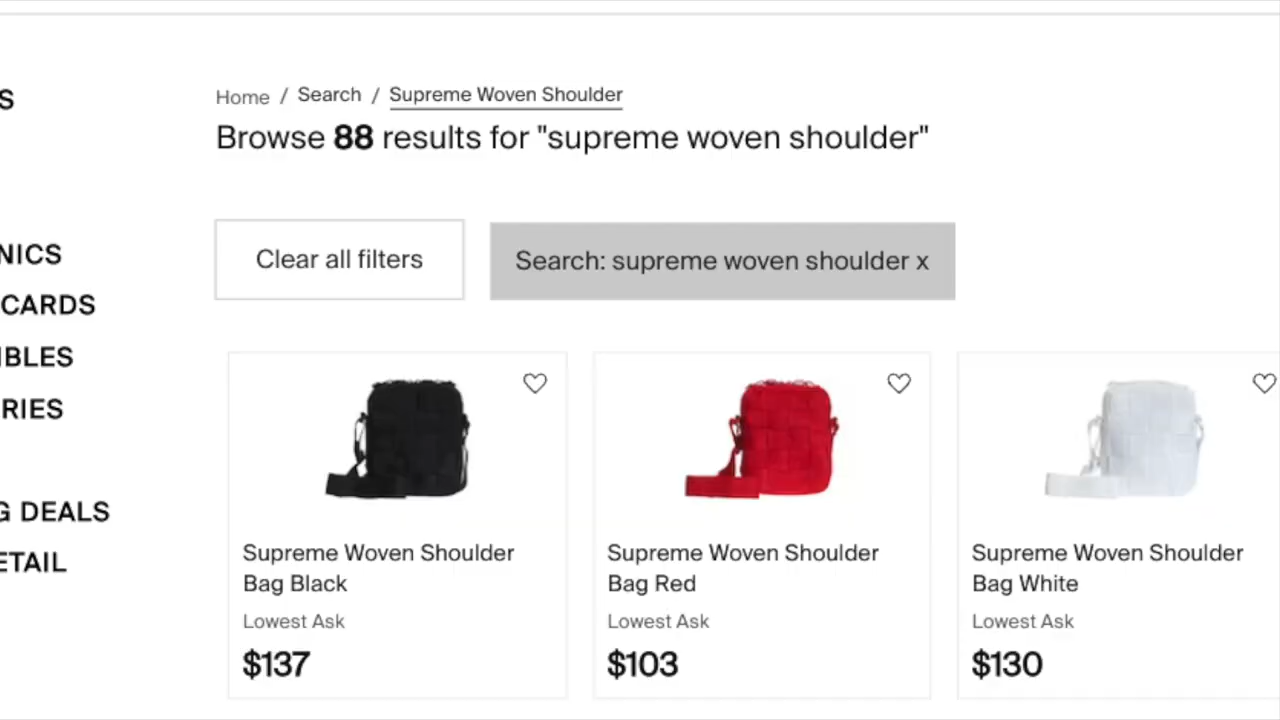 S
Home / Search / Supreme Woven Shoulder
Browse 88 results for "supreme woven shoulder"
NICS
CARDS
IBLES
RIES
G DEALS
ETAIL
Clear all filters
Search: supreme woven shoulder x
Supreme Woven Shoulder
Bag Black
Lowest Ask
$137
Supreme Woven Shoulder
Bag Red
Lowest Ask
$103
Supreme Woven Shoulder
Bag White
Lowest Ask
$130